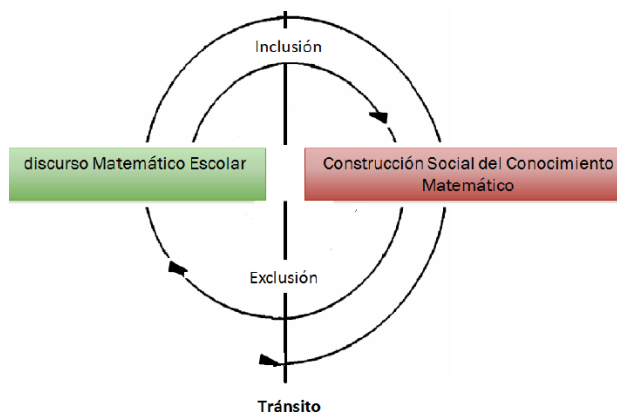 Inclusión
discurso Matemático Escolar
Construcción Social del Conocimiento
Matemático
Exclusión
Tránsito